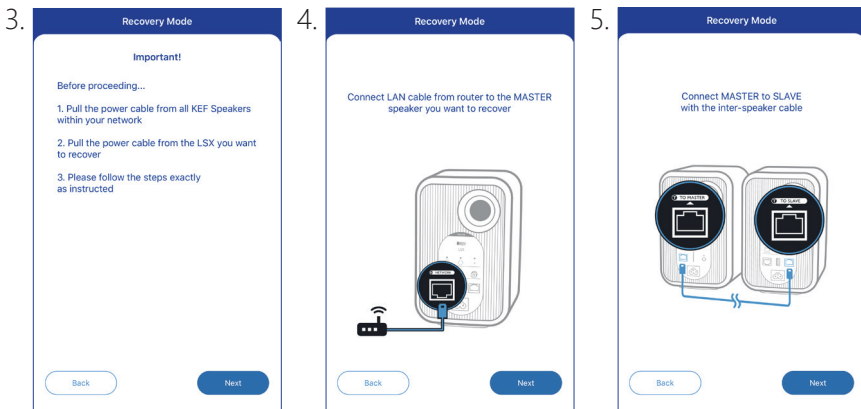 3.
Recovery Mode
Important!
Before proceeding...
1. Pull the power cable from all KEF Speakers
within your network
2. Pull the power cable from the LSX you want
to recover
3. Please follow the steps exactly
as instructed
Back
Next
4.
Recovery Mode
Connect LAN cable from router to the MASTER
speaker you want to recover
NETWORK
Back
Next
5.
Recovery Mode
Connect MASTER to SLAVE
with the inter-speaker cable
TO MASTER
TO SLAVE
Back
Next